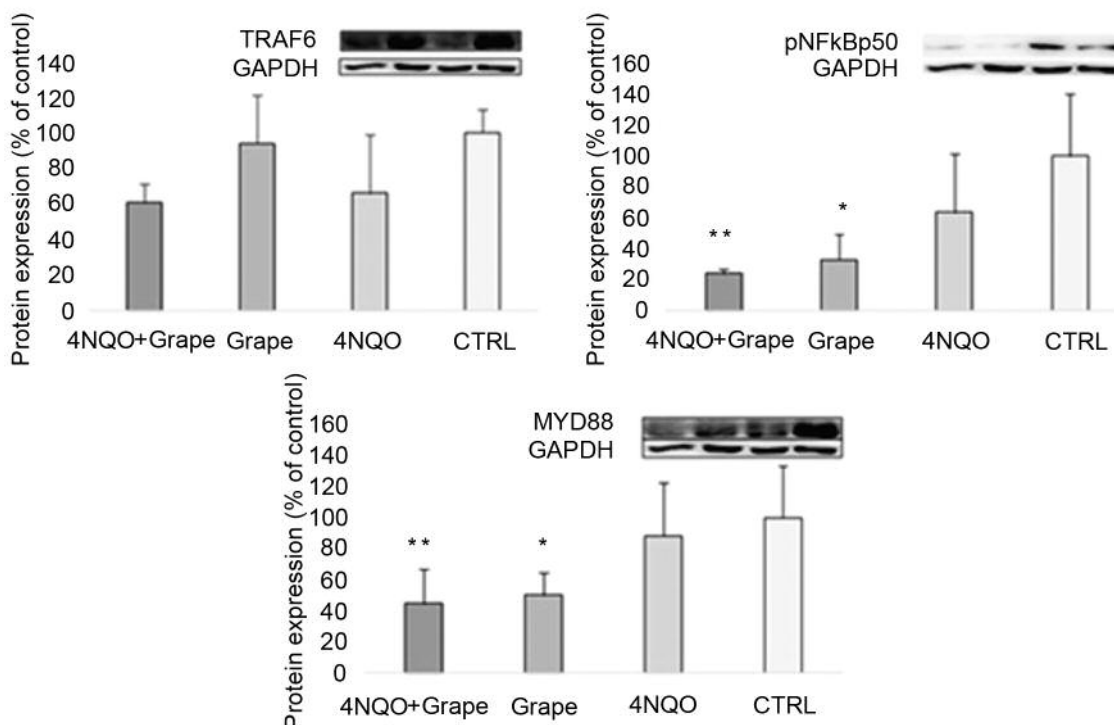 TRAF6
GAPDH
Protein expression (% of control)
140
120
100
80
60
40
20
0
4NQO+Grape Grape 4NQO CTRL
pNFkBp50
GAPDH
Protein expression (% of control)
160
140
120
100
80
60
40
20
0
**
*
4NQO+Grape Grape 4NQO CTRL
MYD88
GAPDH
Protein expression (% of control)
160
140
120
100
80
60
40
20
0
**
*
4NQO+Grape Grape 4NQO CTRL